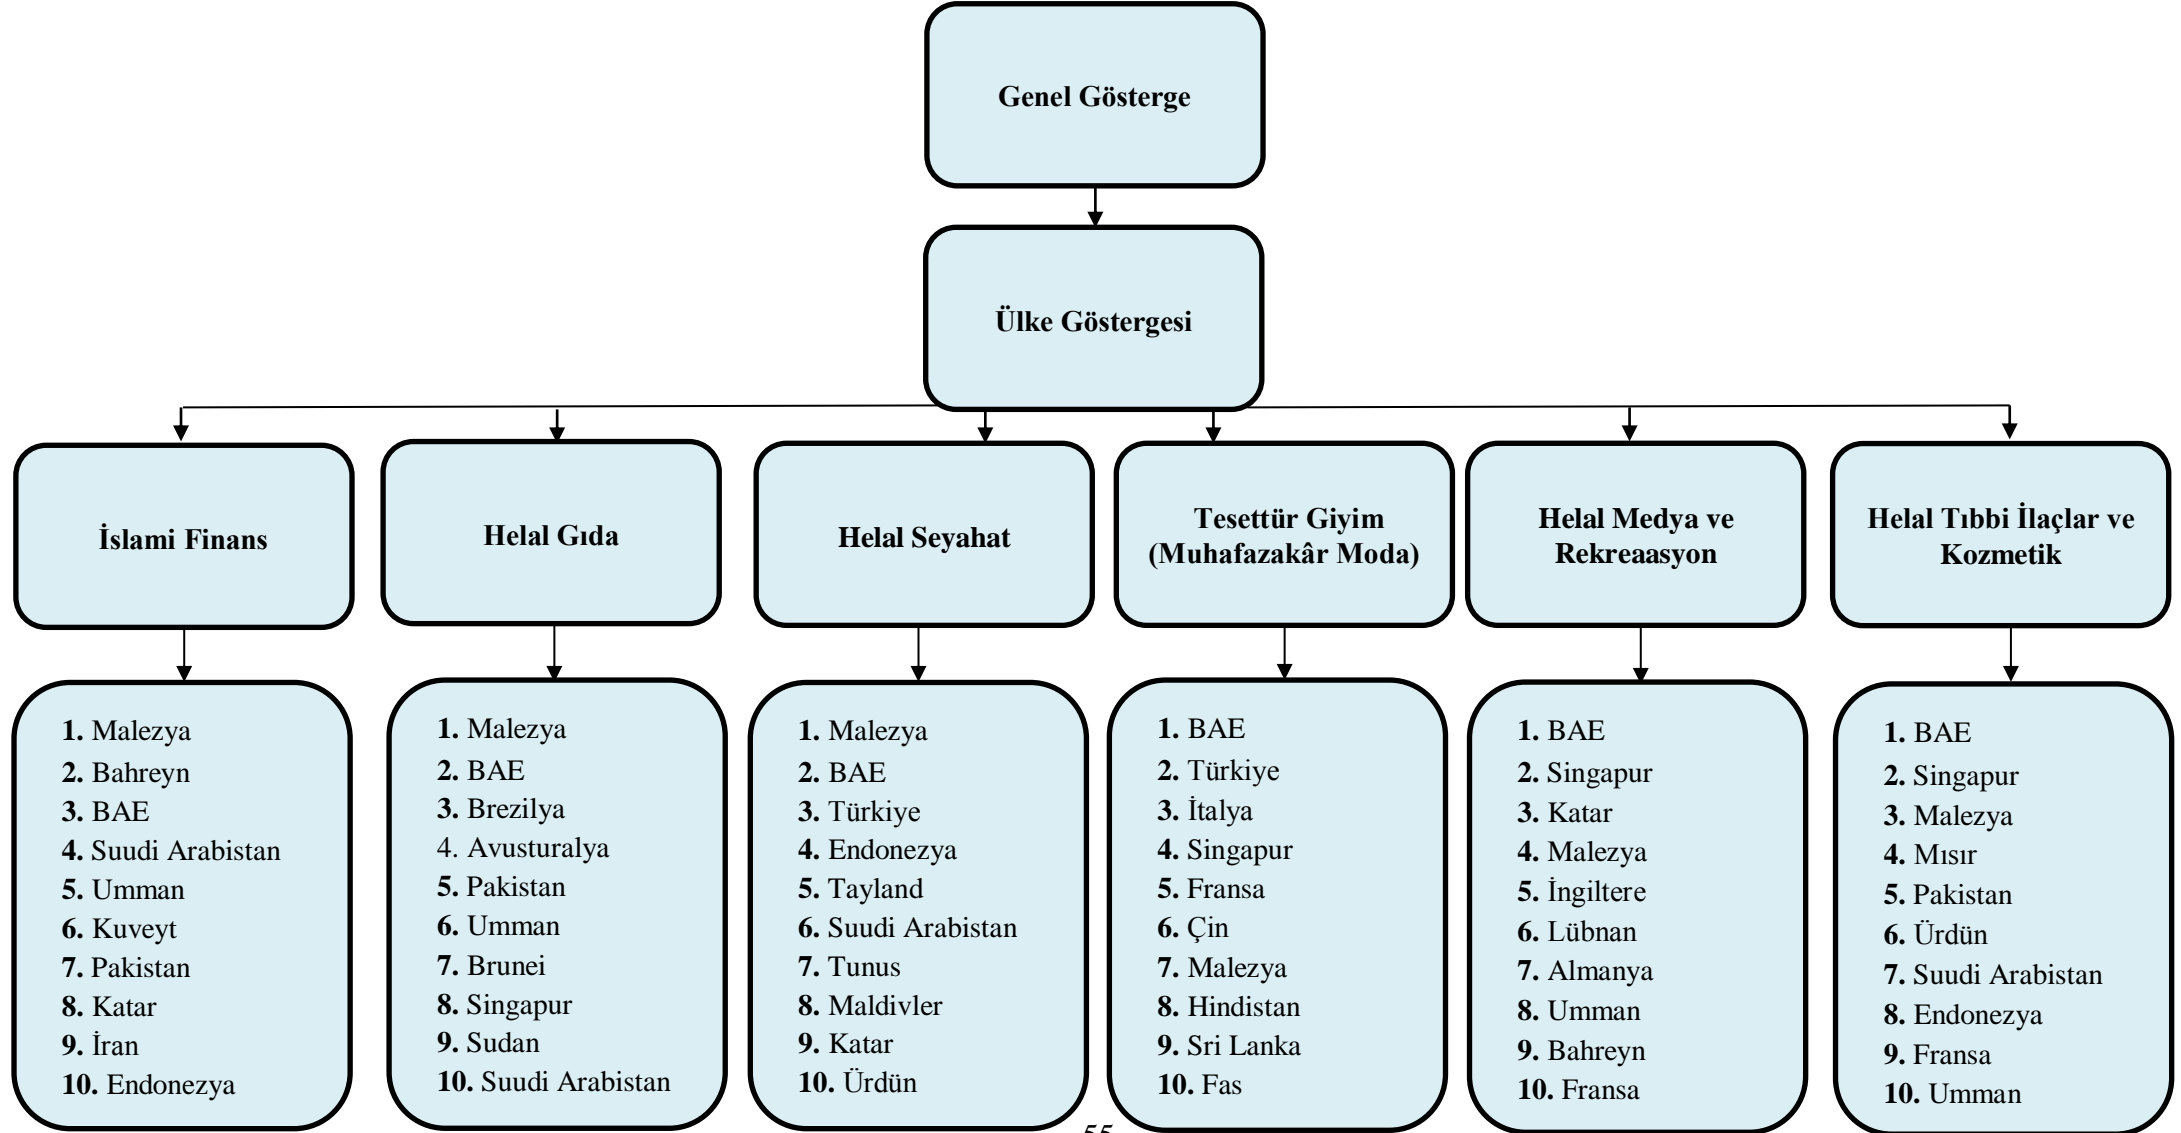 Genel Gösterge
Ülke Göstergesi
İslami Finans
Helal Gıda
Helal Seyahat
Tesettür Giyim
(Muhafazakâr Moda)
Helal Medya ve
Rekreaasyon
Helal Tıbbi İlaçlar ve
Kozmetik
1. Malezya
2. Bahreyn
3. BAE
4. Suudi Arabistan
5. Umman
6. Kuveyt
7. Pakistan
8. Katar
9. İran
10. Endonezya
1. Malezya
2. BAE
3. Brezilya
4. Avusturalya
5. Pakistan
6. Umman
7. Brunei
8. Singapur
9. Sudan
10. Suudi Arabistan
1. Malezya
2. BAE
3. Türkiye
4. Endonezya
5. Tayland
6. Suudi Arabistan
7. Tunus
8. Maldivler
9. Katar
10. Ürdün
1. BAE
2. Türkiye
3. İtalya
4. Singapur
5. Fransa
6. Çin
7. Malezya
8. Hindistan
9. Sri Lanka
10. Fas
1. BAE
2. Singapur
3. Katar
4. Malezya
5. İngiltere
6. Lübnan
7. Almanya
8. Umman
9. Bahreyn
10. Fransa
1. BAE
2. Singapur
3. Malezya
4. Mısır
5. Pakistan
6. Ürdün
7. Suudi Arabistan
8. Endonezya
9. Fransa
10. Umman
55